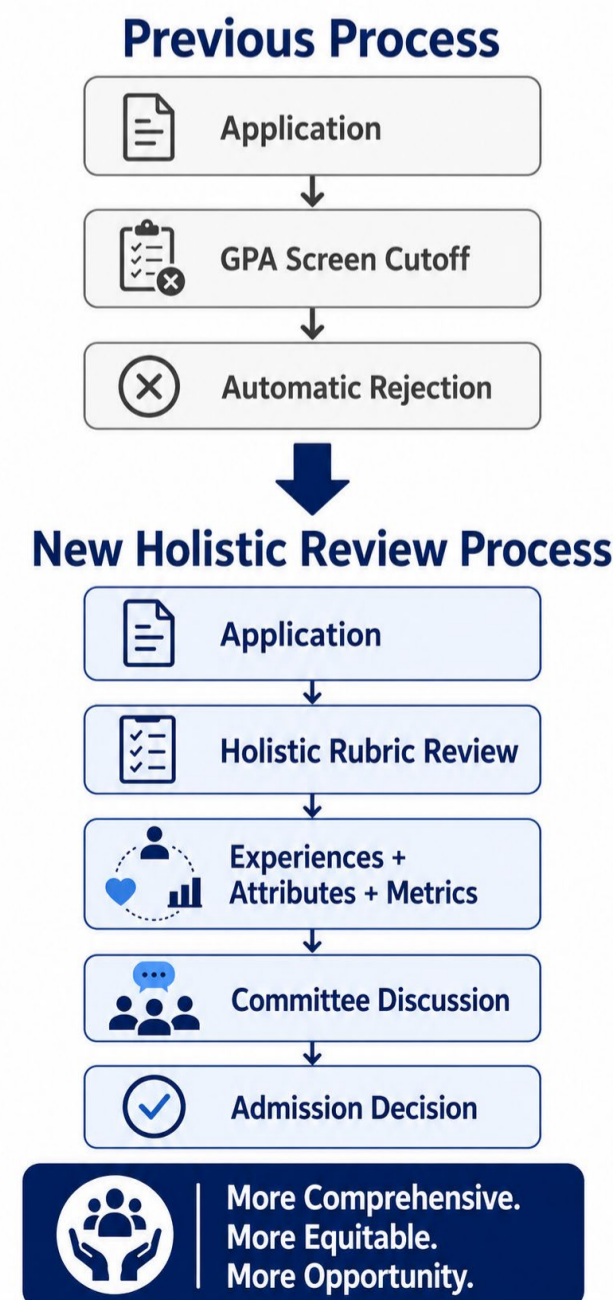 Previous Process
Application
GPA Screen Cutoff
Automatic Rejection
New Holistic Review Process
Application
Holistic Rubric Review
Experiences +
Attributes + Metrics
Committee Discussion
Admission Decision
More Comprehensive.
More Equitable.
More Opportunity.